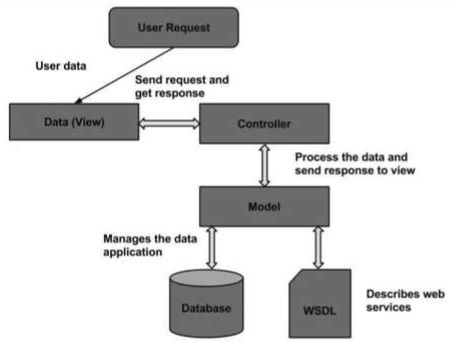 User Request
User data
Send request and
get response
Data (View)
Controller
Process the data and
send response to view
Model
Manages the data
application
Database
WSDL
Describes web
services